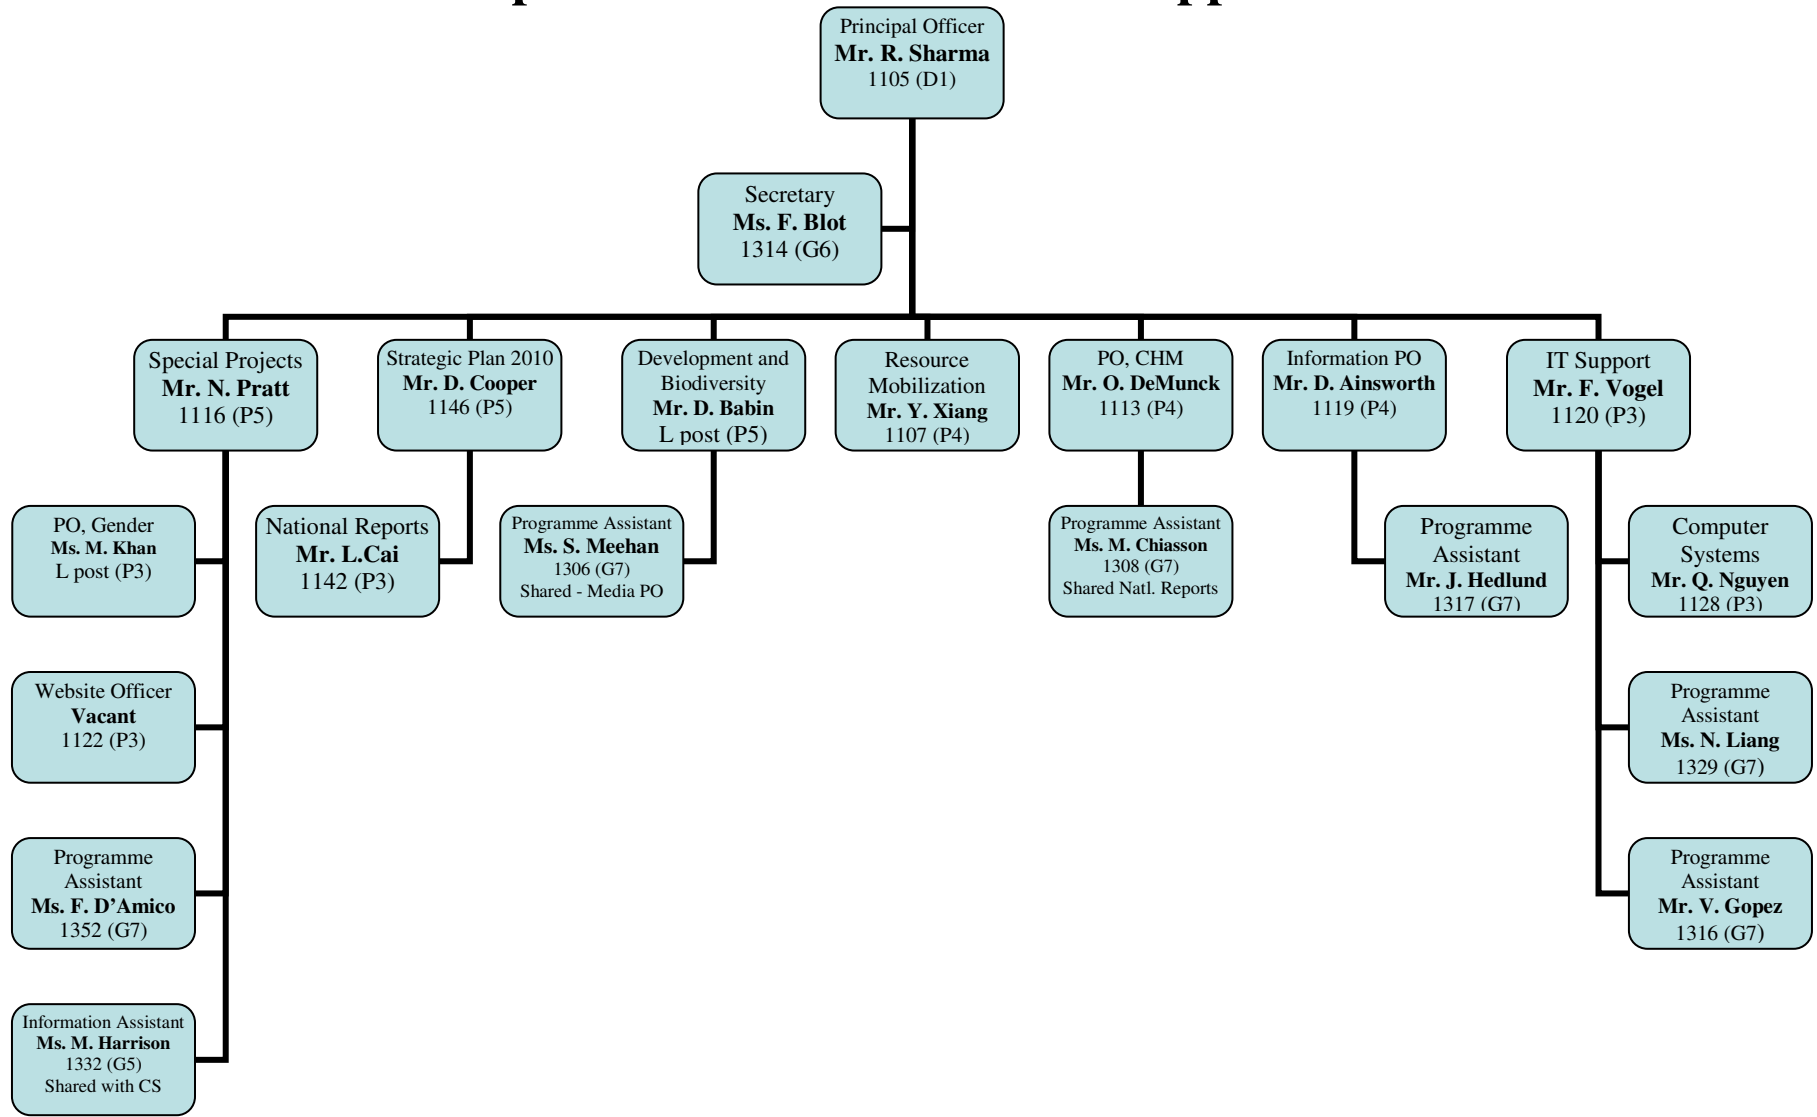 Principal Officer
Mr. R. Sharma
1105 (D1)
Secretary
Ms. F. Blot
1314 (G6)
Special Projects
Mr. N. Pratt
1116 (P5)
Strategic Plan 2010
Mr. D. Cooper
1146 (P5)
Development and
Biodiversity
Mr. D. Babin
L post (P5)
Resource
Mobilization
Mr. Y. Xiang
1107 (P4)
PO, CHM
Mr. O. DeMunck
1113 (P4)
Information PO
Mr. D. Ainsworth
1119 (P4)
IT Support
Mr. F. Vogel
1120 (P3)
PO, Gender
Ms. M. Khan
L post (P3)
National Reports
Mr. L.Cai
1142 (P3)
Programme Assistant
Ms. S. Meehan
1306 (G7)
Shared - Media PO
Programme Assistant
Ms. M. Chiasson
1308 (G7)
Shared Natl. Reports
Programme
Assistant
Mr. J. Hedlund
1317 (G7)
Computer
Systems
Mr. Q. Nguyen
1128 (P3)
Website Officer
Vacant
1122 (P3)
Programme
Assistant
Ms. N. Liang
1329 (G7)
Programme
Assistant
Ms. F. D’Amico
1352 (G7)
Programme
Assistant
Mr. V. Gopez
1316 (G7)
Information Assistant
Ms. M. Harrison
1332 (G5)
Shared with CS